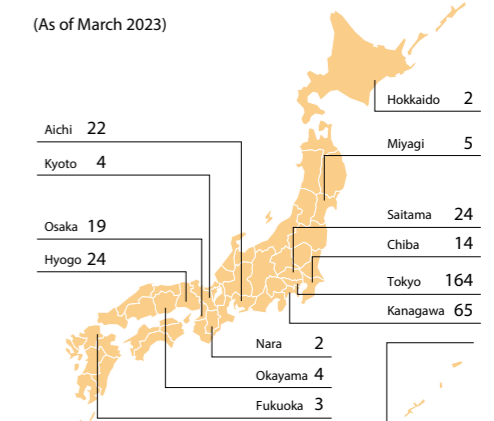 (As of March 2023)
Hokkaido 2
Miyagi 5
Aichi 22
Kyoto 4
Osaka 19
Hyogo 24
Saitama 24
Chiba 14
Tokyo 164
Kanagawa 65
Nara 2
Okayama 4
Fukuoka 3